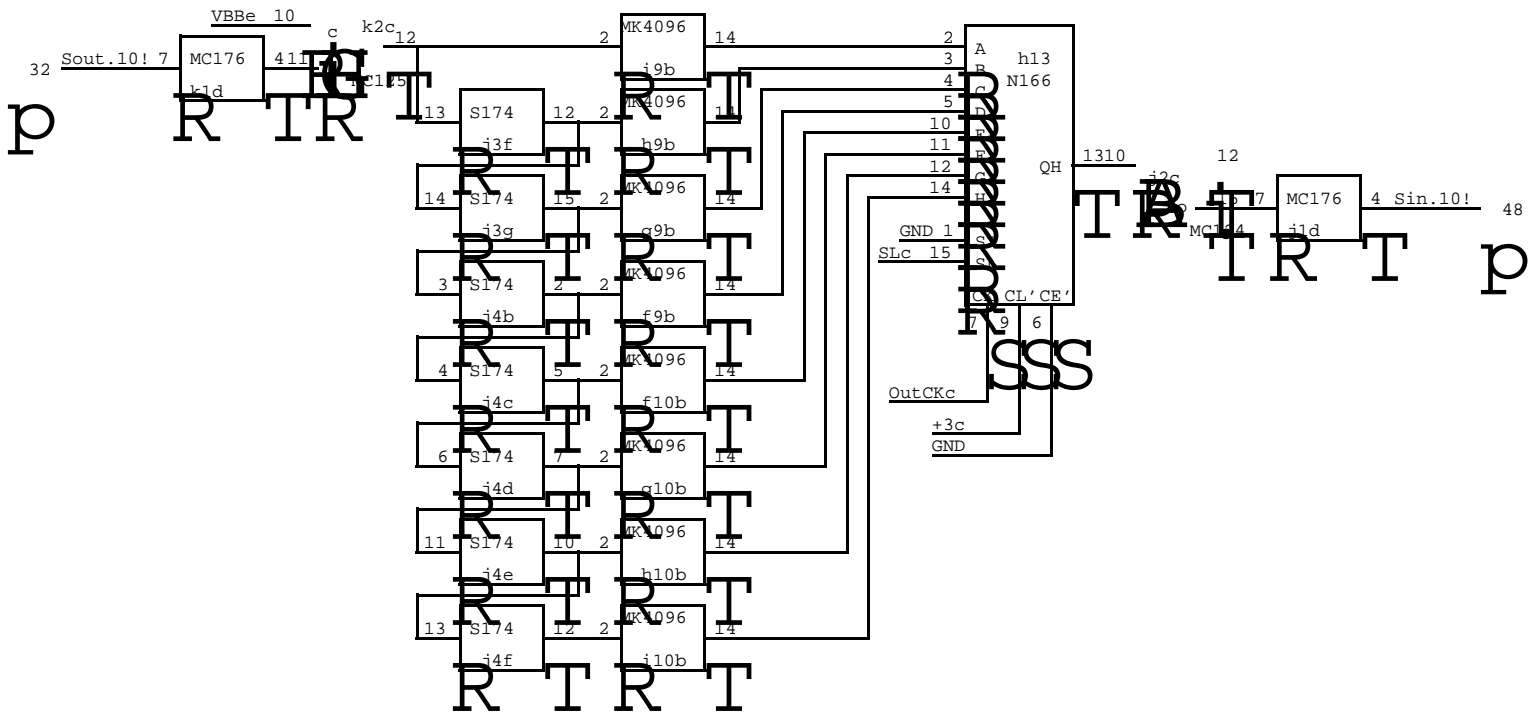 VBBe 10
k2c
c
12 2 MK4096 14 2 A h13
Sout.10! 7 MC176 411
32
k1d
i9b
3 B N166
p R T R T
13 S174 12 2 MK4096 14
j3f h9b
4 C
5 D
10 E
11 F
12 G
14 H
QH 1310 12
j2c
14 S174 15 2 MK4096 14
j3g g9b
GND 1 S
SLc 15 S
7 MC176 4 Sin.10! 48
j1d
T R T R T p
3 S174 2 2 MK4096 14
j4b f9b
CK CL' CE'
7 9 6
S S S
4 S174 5 2 MK4096 14
j4c f10b
OutCKc
+3c
GND
6 S174 7 2 MK4096 14
j4d g10b
11 S174 10 2 MK4096 14
j4e h10b
13 S174 12 2 MK4096 14
j4f i10b
R T R T